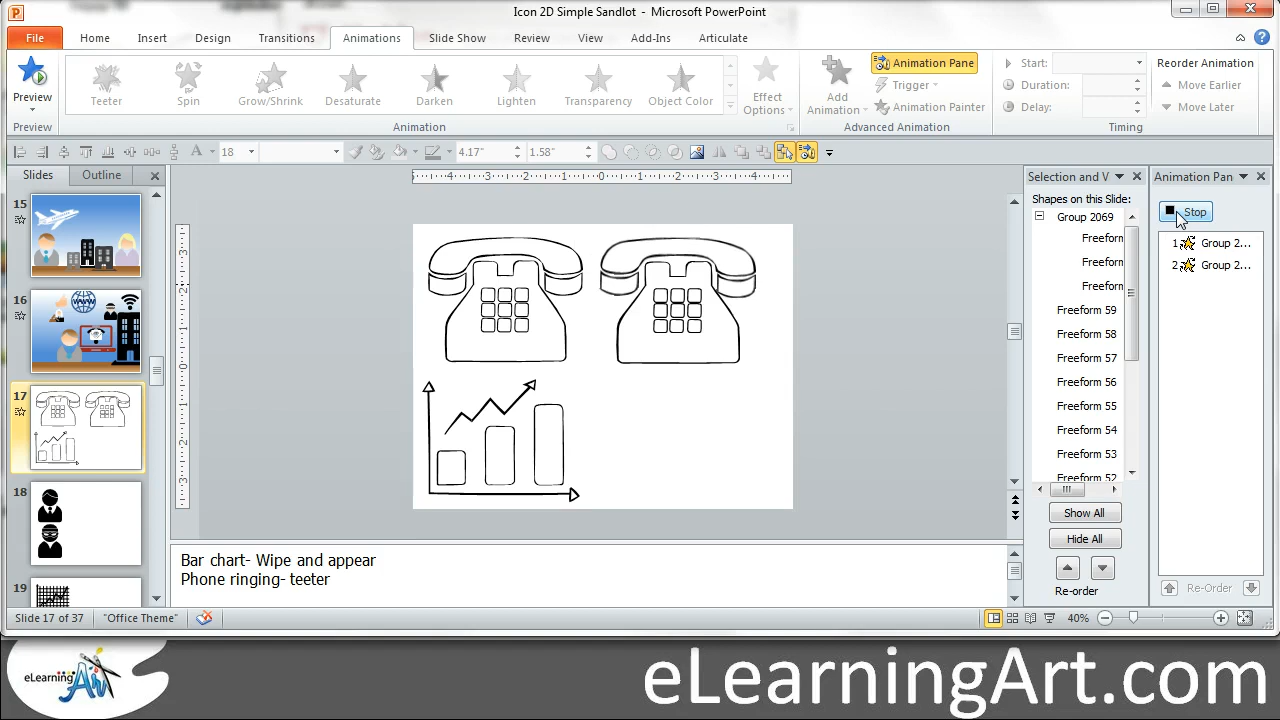 Icon 2D Simple Sandlot - Microsoft PowerPoint
File Home Insert Design Transitions Animations Slide Show Review View Add-Ins Articulate
Preview
Teeter Spin Grow/Shrink Desaturate Darken Lighten Transparency Object Color
Effect Options
Add Animation
Animation Pane
Trigger
Animation Painter
Start:
Duration:
Delay:
Reorder Animation
Move Earlier
Move Later
Preview Animation Advanced Animation Timing
18 4.17" 1.58"
Slides Outline
15
16
17
18
19
Selection and V
Shapes on this Slide:
Group 2069
Freeform
Freeform
Freeform
Freeform 59
Freeform 58
Freeform 57
Freeform 56
Freeform 55
Freeform 54
Freeform 53
Freeform 52
Show All
Hide All
Re-order
Animation Pan
Stop
1 Group 2...
2 Group 2...
Re-Order
Bar chart- Wipe and appear
Phone ringing- teeter
Slide 17 of 37 "Office Theme" 40%
eLearning Art
eLearningArt.com